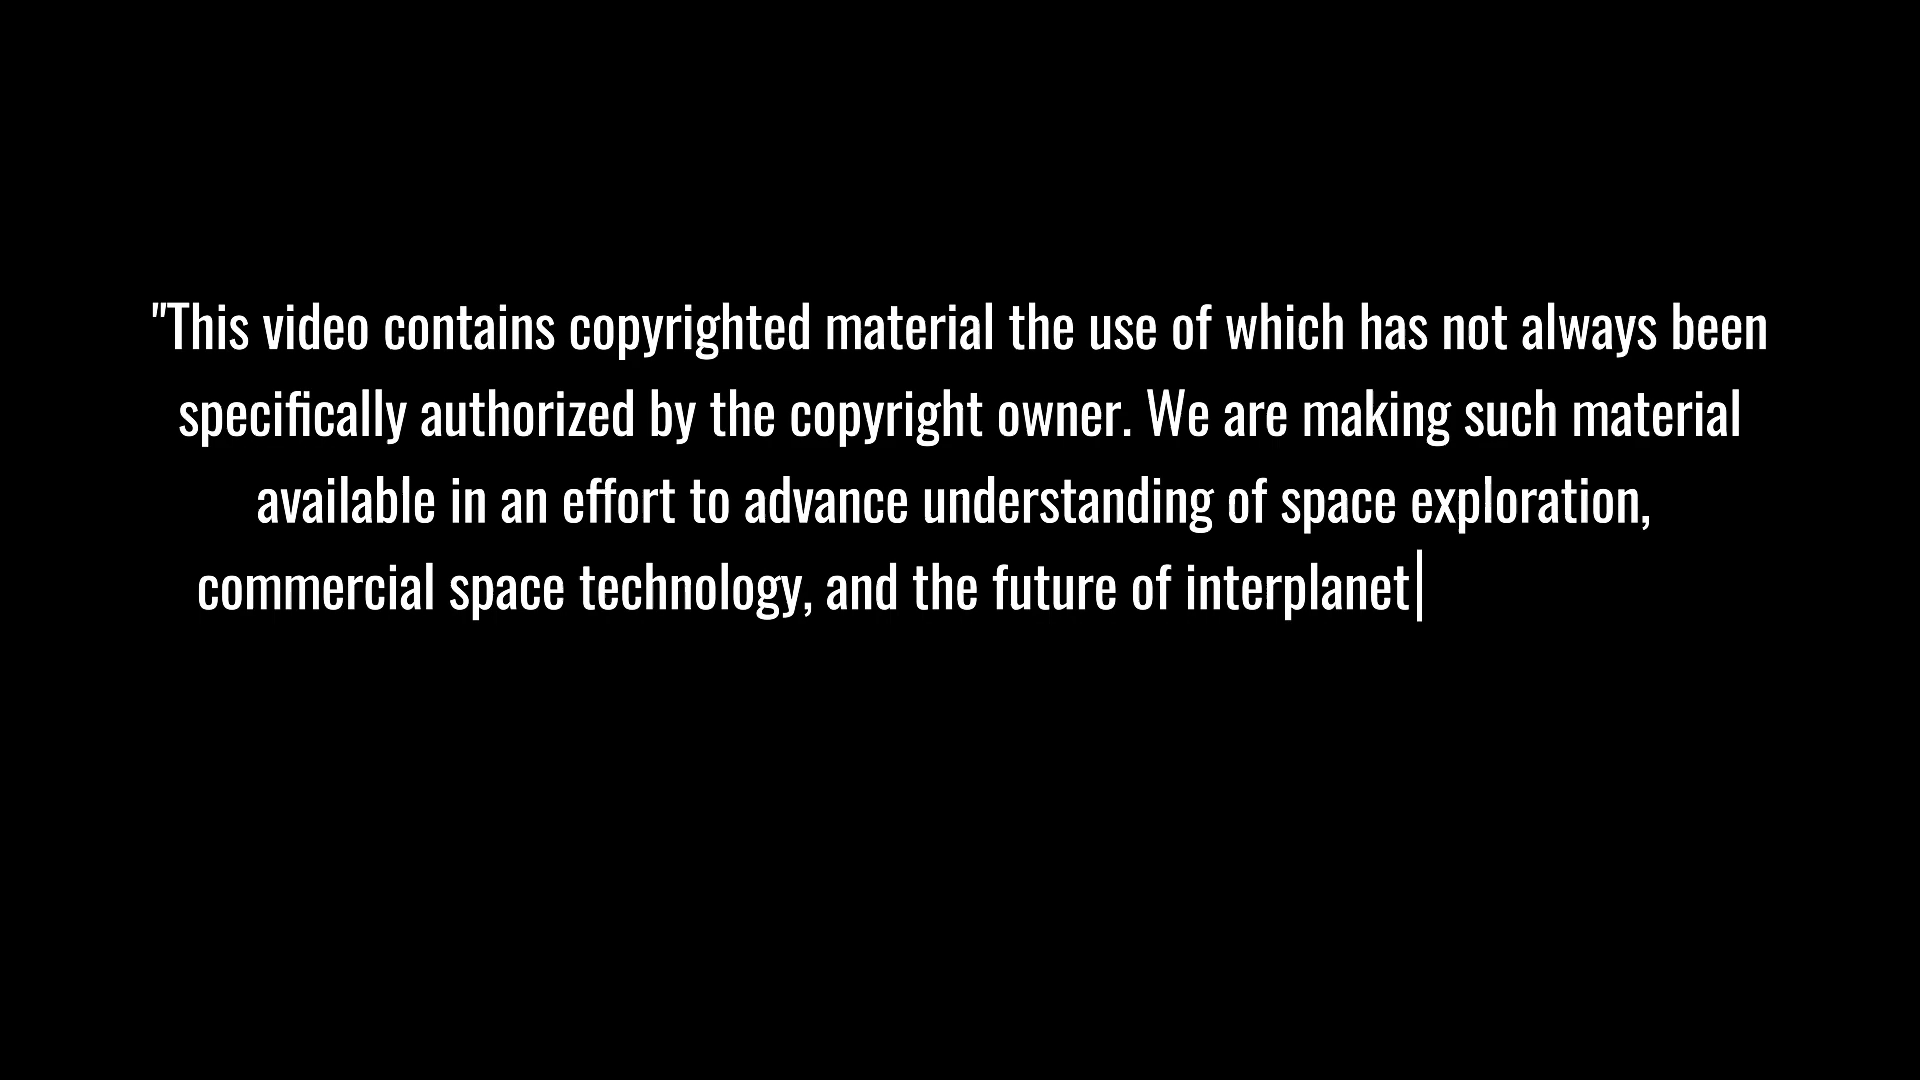 "This video contains copyrighted material the use of which has not always been
specifically authorized by the copyright owner. We are making such material
available in an effort to advance understanding of space exploration,
commercial space technology, and the future of interplanet